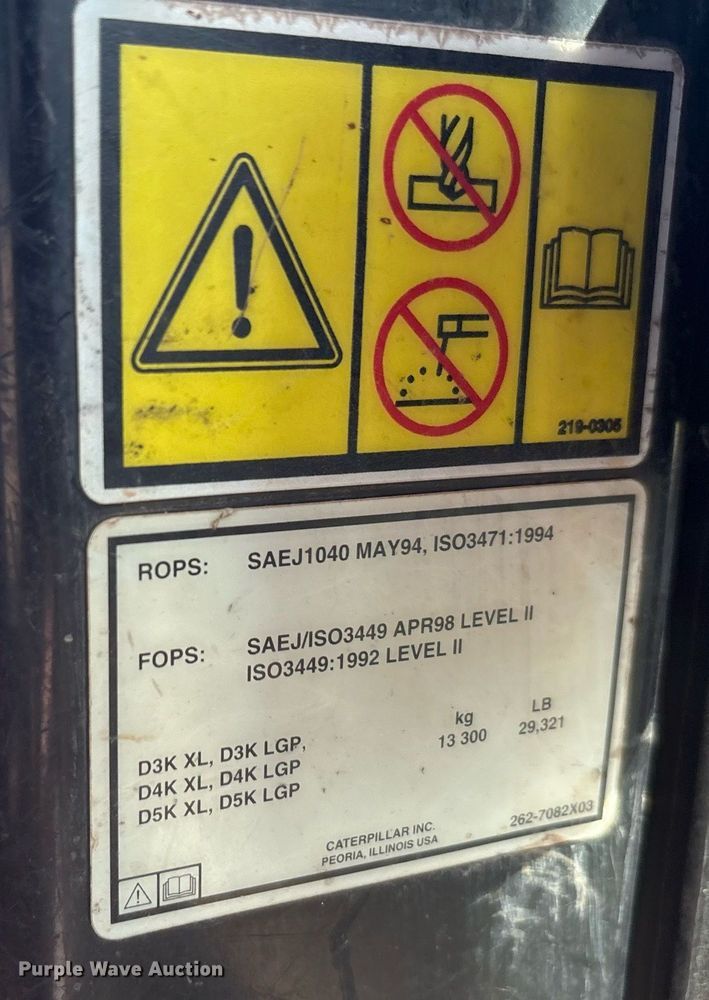 219-0305
ROPS: SAEJ1040 MAY94, ISO3471:1994
FOPS: SAEJ/ISO3449 APR98 LEVEL II
ISO3449:1992 LEVEL II
kg LB
D3K XL, D3K LGP, 13 300 29,321
D4K XL, D4K LGP
D5K XL, D5K LGP
CATERPILLAR INC.
PEORIA, ILLINOIS USA
262-7082X03
Purple Wave Auction